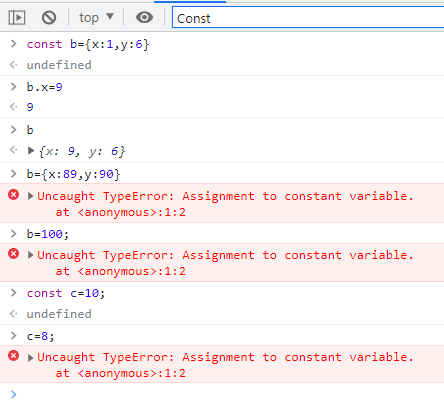 top ▼ Const
> const b={x:1,y:6}
<· undefined
> b.x=9
<· 9
> b
<· ▶{x: 9, y: 6}
> b={x:89,y:90}
▶Uncaught TypeError: Assignment to constant variable.
at <anonymous>:1:2
> b=100;
▶Uncaught TypeError: Assignment to constant variable.
at <anonymous>:1:2
> const c=10;
<· undefined
> c=8;
▶Uncaught TypeError: Assignment to constant variable.
at <anonymous>:1:2
>